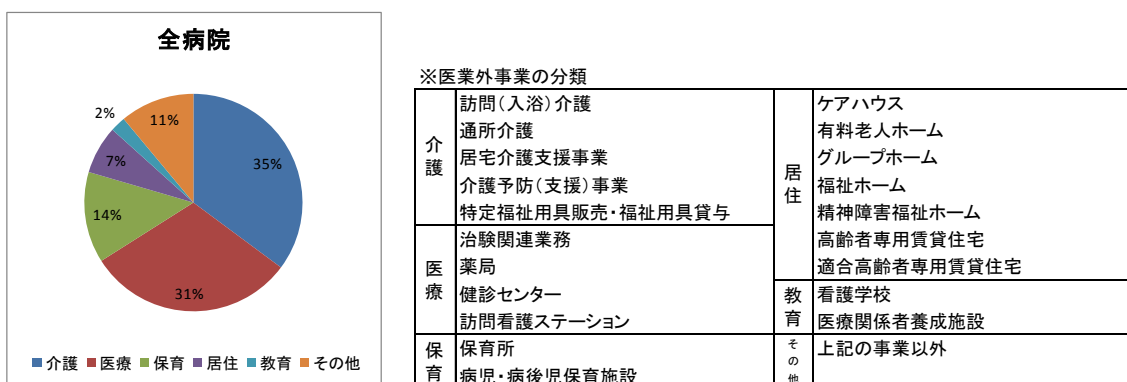 全病院
35%
31%
14%
7%
2%
11%
介護 医療 保育 居住 教育 その他
※医業外事業の分類
介護
訪問(入浴)介護
通所介護
居宅介護支援事業
介護予防(支援)事業
特定福祉用具販売・福祉用具貸与
医療
治験関連業務
薬局
健診センター
訪問看護ステーション
保育
保育所
病児・病後児保育施設
居住
ケアハウス
有料老人ホーム
グループホーム
福祉ホーム
精神障害福祉ホーム
高齢者専用賃貸住宅
適合高齢者専用賃貸住宅
教育
看護学校
医療関係者養成施設
その他
上記の事業以外